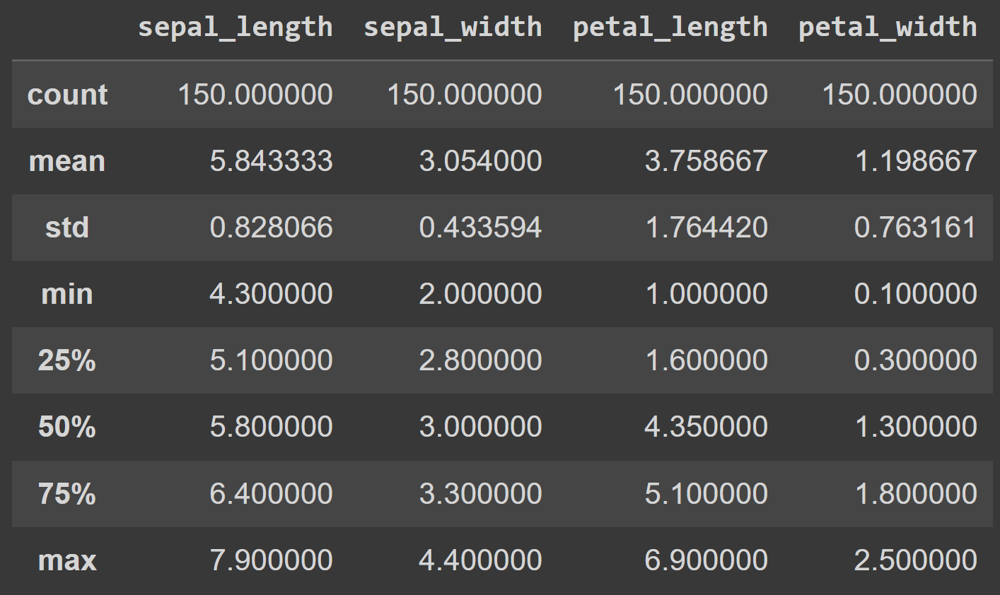 sepal_length sepal_width petal_length petal_width
count 150.000000 150.000000 150.000000 150.000000
mean 5.843333 3.054000 3.758667 1.198667
std 0.828066 0.433594 1.764420 0.763161
min 4.300000 2.000000 1.000000 0.100000
25% 5.100000 2.800000 1.600000 0.300000
50% 5.800000 3.000000 4.350000 1.300000
75% 6.400000 3.300000 5.100000 1.800000
max 7.900000 4.400000 6.900000 2.500000